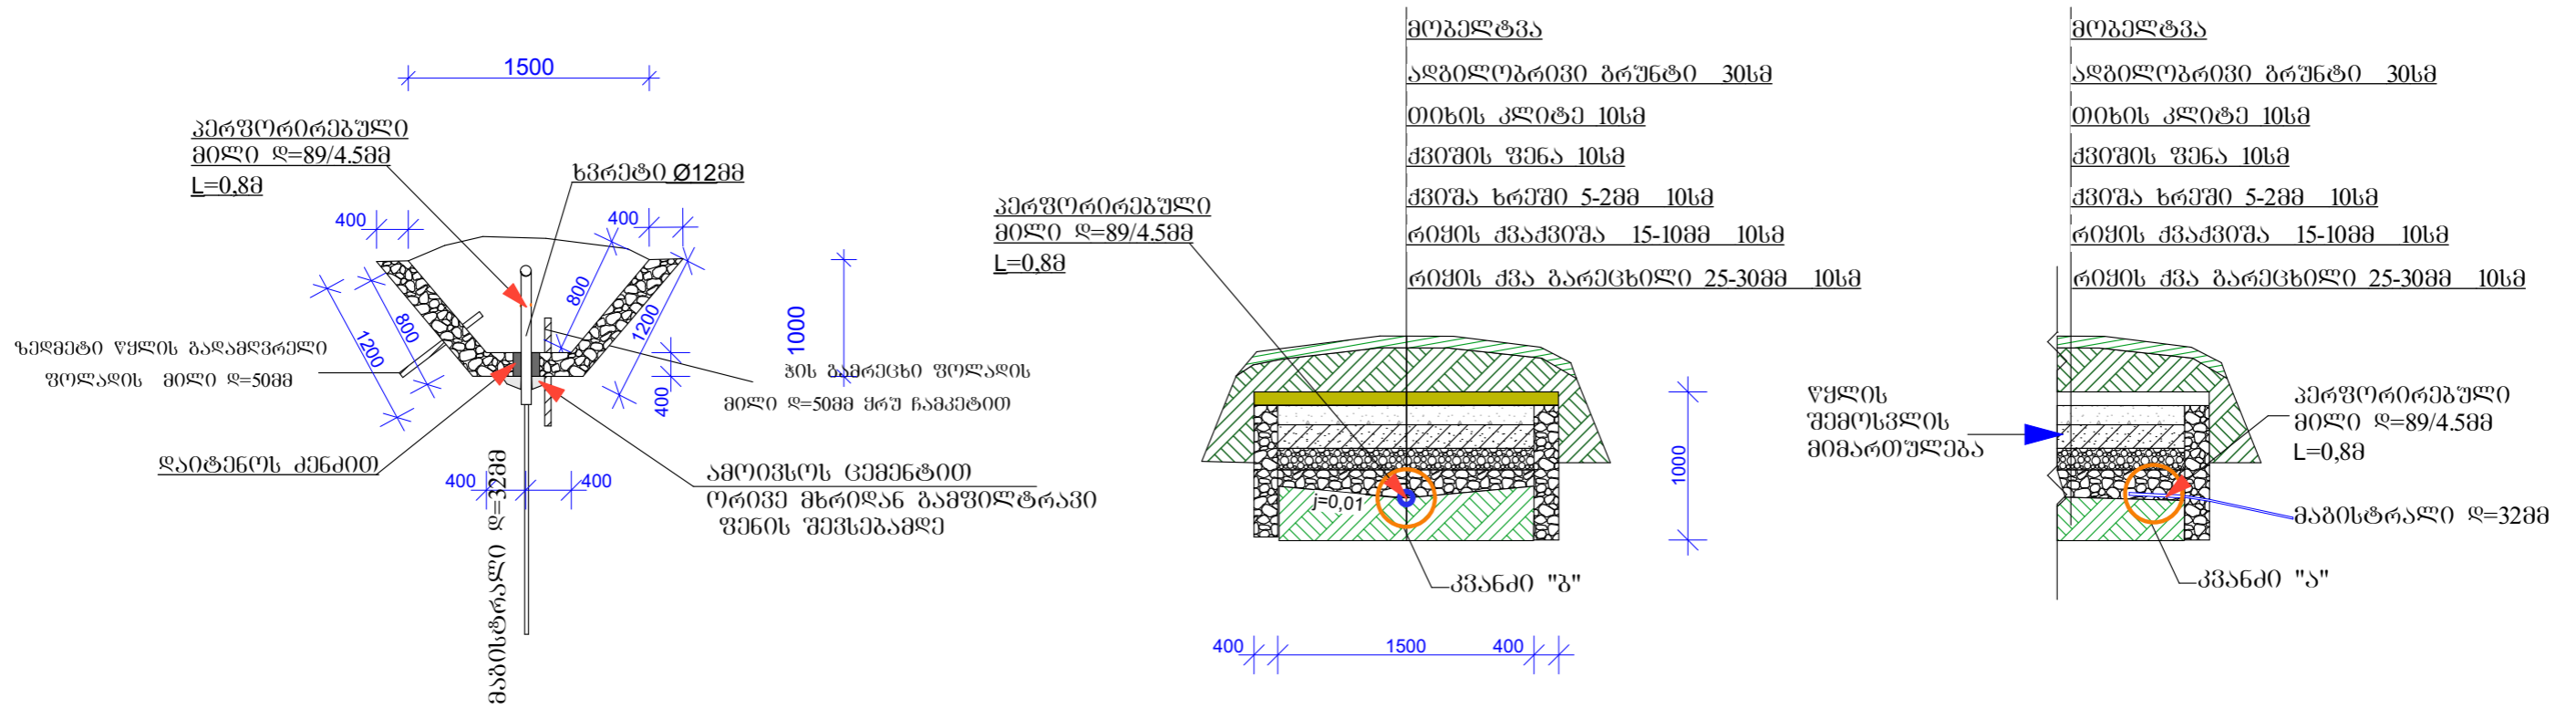 1500
პერფორირებული
მილი დ=89/4.5მმ
L=0,8მ
ხვრეტი Ø12მმ
400
400
800
1200
1000
800
1200
400
ზედმეტი წყლის გადამღვრელი
ფოლადის მილი დ=50მმ
ჭის გამრეცხი ფოლადის
მილი დ=50მმ ყრუ ჩამკეტით
დაიტენოს ძენძით
400
400
მაგისტრალი დ=32მმ
ამოივსოს ცემენტით
ორივე მხრიდან გამფილტრავი
ფენის შევსებამდე
მობელტვა
ადგილობრივი გრუნტი 30სმ
თიხის კლიტე 10სმ
ქვიშის ფენა 10სმ
ქვიშა ხრეში 5-2მმ 10სმ
რიყის ქვაქვიშა 15-10მმ 10სმ
რიყის ქვა გარეცხილი 25-30მმ 10სმ
პერფორირებული
მილი დ=89/4.5მმ
L=0,8მ
j=0,01
1000
კვანძი "ბ"
400
1500
400
მობელტვა
ადგილობრივი გრუნტი 30სმ
თიხის კლიტე 10სმ
ქვიშის ფენა 10სმ
ქვიშა ხრეში 5-2მმ 10სმ
რიყის ქვაქვიშა 15-10მმ 10სმ
რიყის ქვა გარეცხილი 25-30მმ 10სმ
წყლის
შემოსვლის
მიმართულება
პერფორირებული
მილი დ=89/4.5მმ
L=0,8მ
მაგისტრალი დ=32მმ
კვანძი "ა"